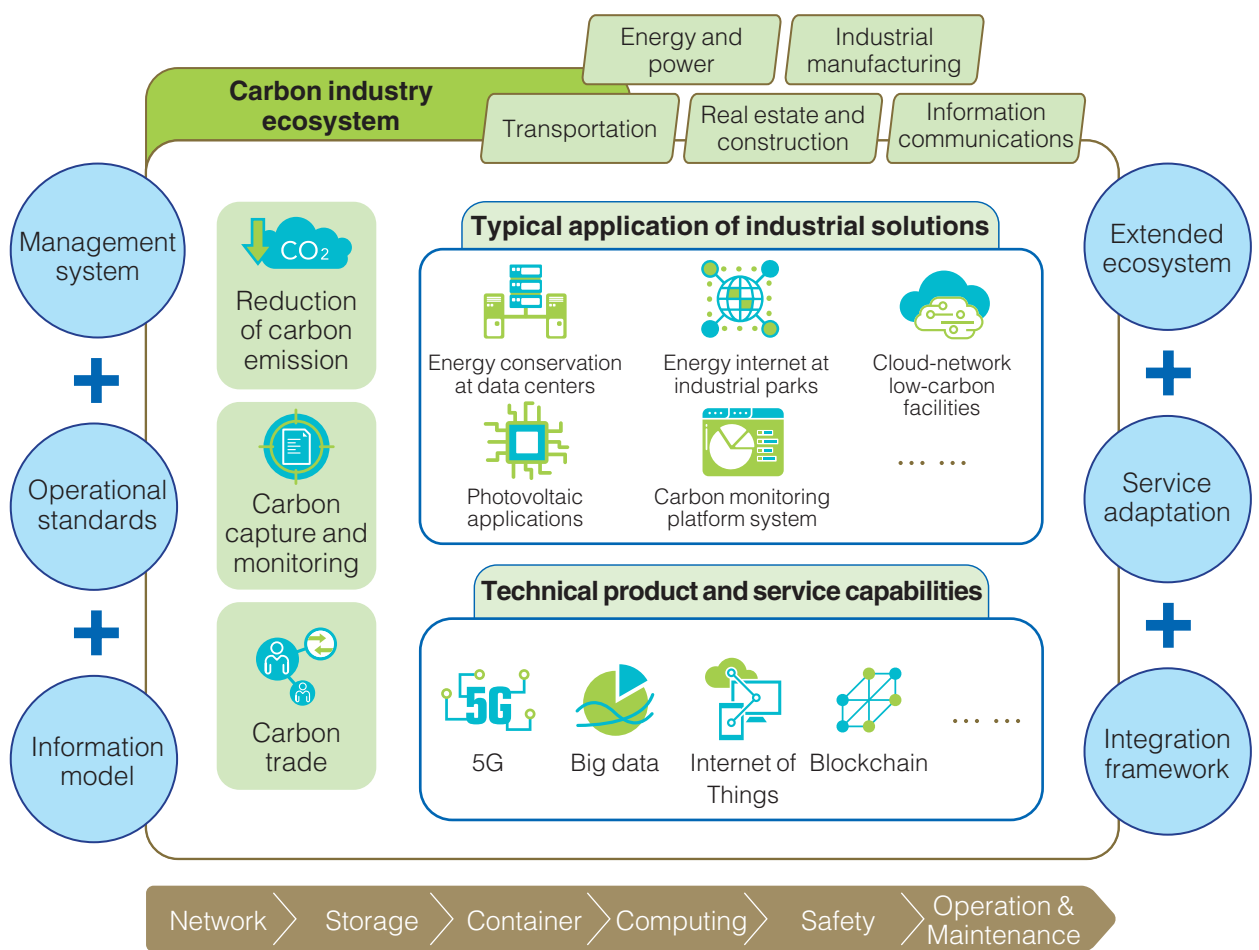 Energy and
power
Industrial
manufacturing
Carbon industry
ecosystem
Transportation
Real estate and
construction
Information
communications
Management
system
Operational
standards
Information
model
CO2
Reduction
of carbon
emission
Carbon
capture and
monitoring
Carbon
trade
Typical application of industrial solutions
Energy conservation
at data centers
Energy internet at
industrial parks
Cloud-network
low-carbon
facilities
Photovoltaic
applications
Carbon monitoring
platform system
... ...
Technical product and service capabilities
5G
5G
Big data
Internet of
Things
Blockchain
... ...
Extended
ecosystem
Service
adaptation
Integration
framework
Network
Storage
Container
Computing
Safety
Operation &
Maintenance